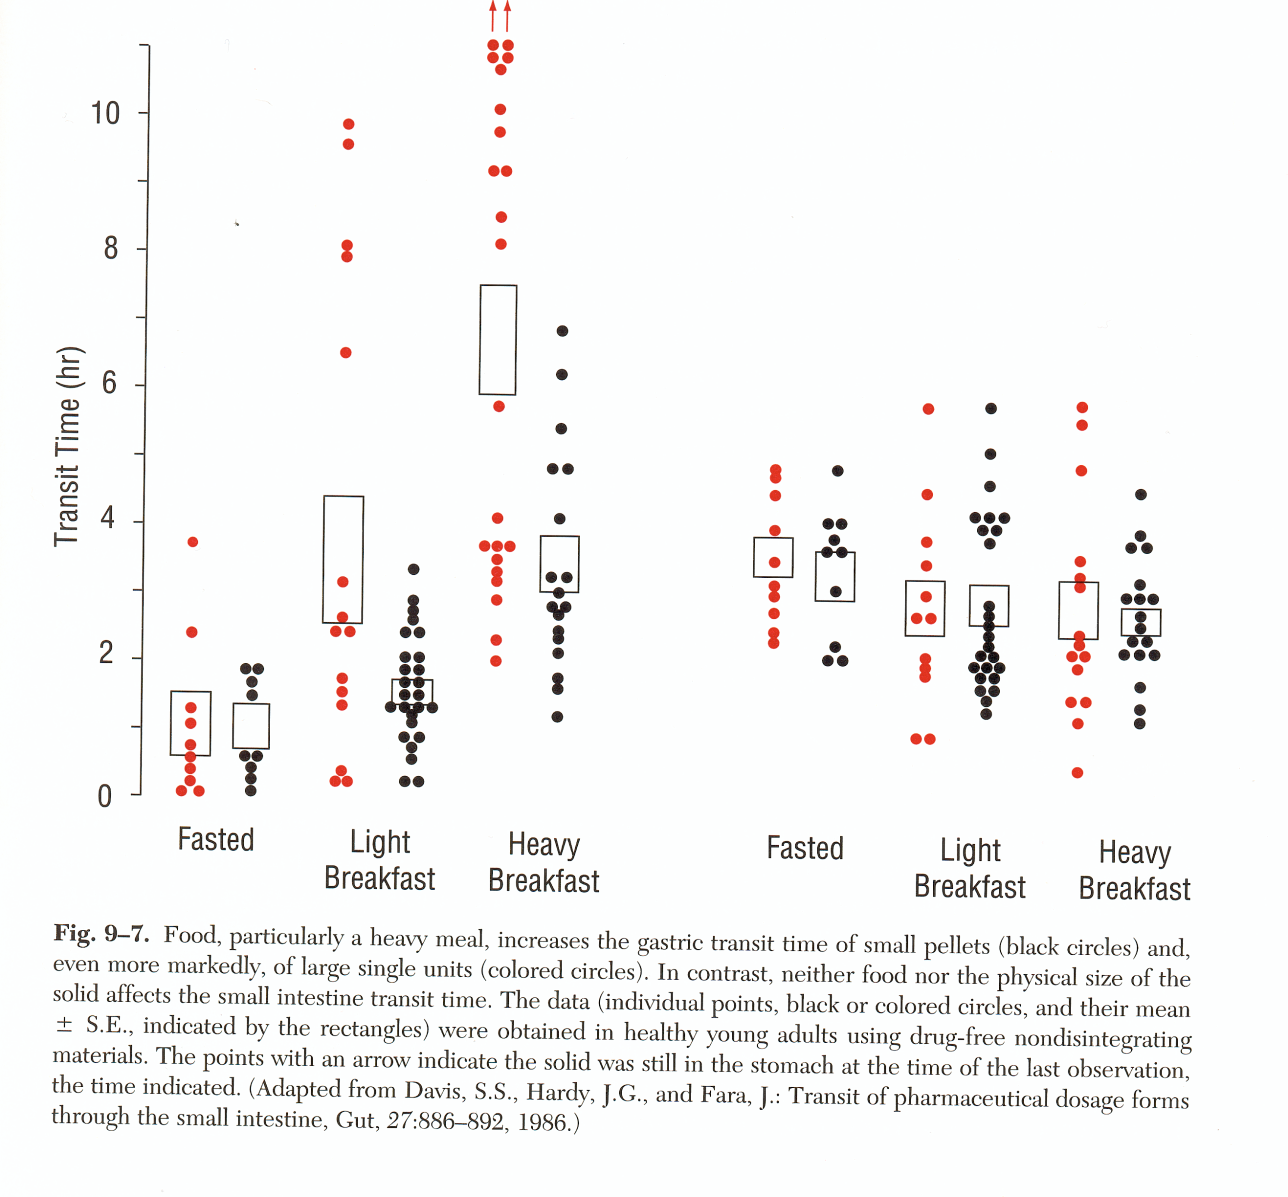 10
8
6
4
2
0
Transit Time (hr)
Fasted
Light
Breakfast
Heavy
Breakfast
Fasted
Light
Breakfast
Heavy
Breakfast
Fig. 9–7. Food, particularly a heavy meal, increases the gastric transit time of small pellets (black circles) and,
even more markedly, of large single units (colored circles). In contrast, neither food nor the physical size of the
solid affects the small intestine transit time. The data (individual points, black or colored circles, and their mean
± S.E., indicated by the rectangles) were obtained in healthy young adults using drug-free nondisintegrating
materials. The points with an arrow indicate the solid was still in the stomach at the time of the last observation,
the time indicated. (Adapted from Davis, S.S., Hardy, J.G., and Fara, J.: Transit of pharmaceutical dosage forms
through the small intestine, Gut, 27:886–892, 1986.)